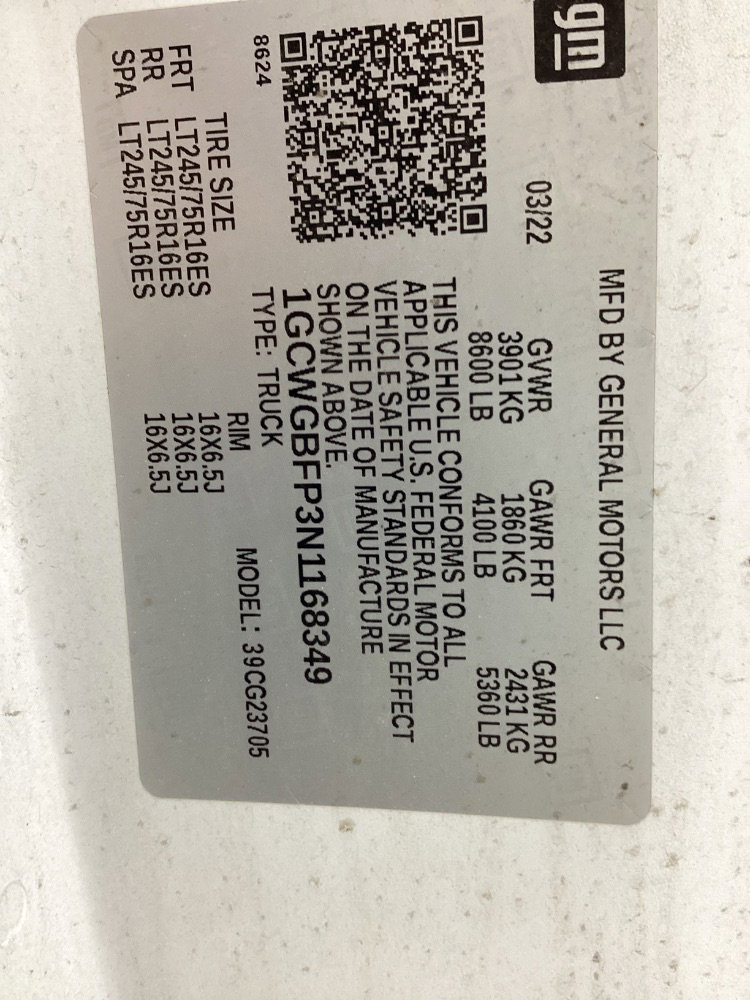 gm
MFD BY GENERAL MOTORS LLC
03/22
GVWR GAWR FRT GAWR RR
3901 KG 1860 KG 2431 KG
8600 LB 4100 LB 5360 LB
THIS VEHICLE CONFORMS TO ALL
APPLICABLE U.S. FEDERAL MOTOR
VEHICLE SAFETY STANDARDS IN EFFECT
ON THE DATE OF MANUFACTURE
SHOWN ABOVE.
1GCWGBFP3N1168349
TYPE: TRUCK MODEL: 39CG23705
8624
TIRE SIZE RIM
FRT LT245/75R16ES 16X6.5J
RR LT245/75R16ES 16X6.5J
SPA LT245/75R16ES 16X6.5J